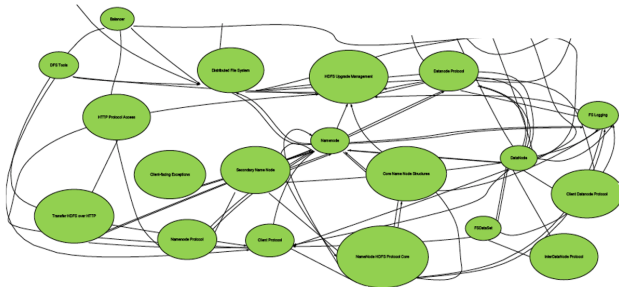 Balancer
DFS Tools
Distributed File System
HDFS Upgrade Management
Datanode Protocol
HTTP Protocol Access
FS Logging
Namenode
DataNode
Client-facing Exceptions
Secondary Name Node
Core Name Node Structures
Client Datanode Protocol
Transfer HDFS over HTTP
Namenode Protocol
Client Protocol
FSDataSet
NameNode HDFS Protocol Core
InterDataNode Protocol